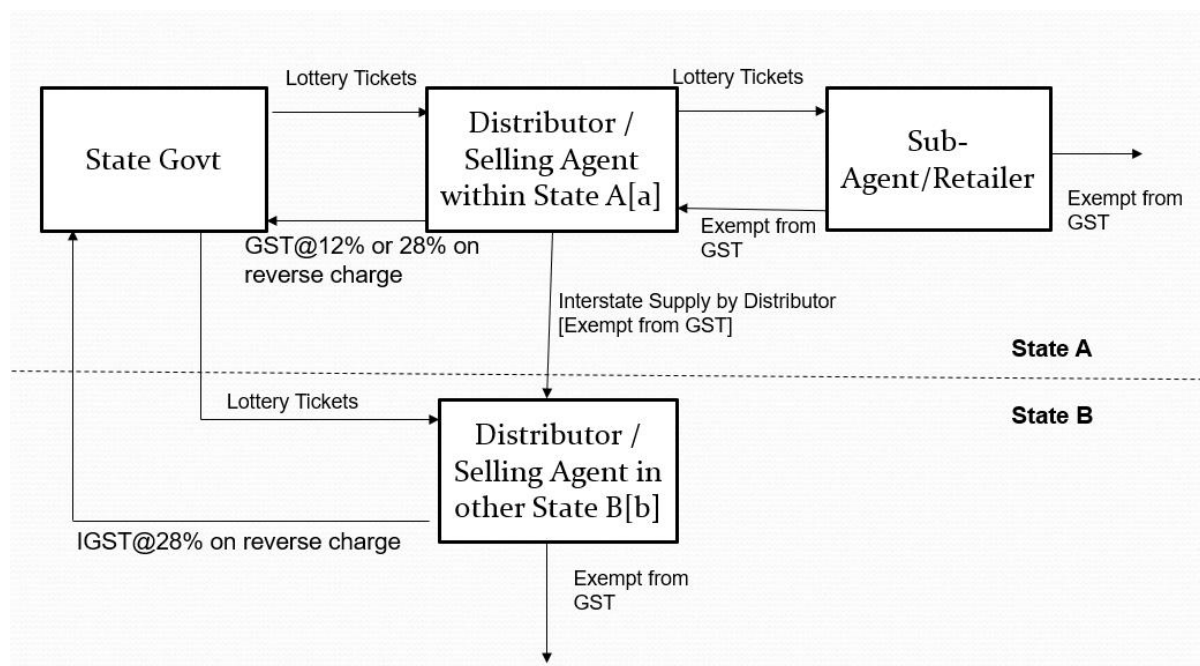 Lottery Tickets
Lottery Tickets
State Govt
Distributor /
Selling Agent
within State A[a]
Sub-
Agent/Retailer
Exempt from
GST
Exempt from
GST
GST@12% or 28% on
reverse charge
Interstate Supply by Distributor
[Exempt from GST]
State A
State B
Lottery Tickets
Distributor /
Selling Agent in
other State B[b]
IGST@28% on reverse charge
Exempt from
GST